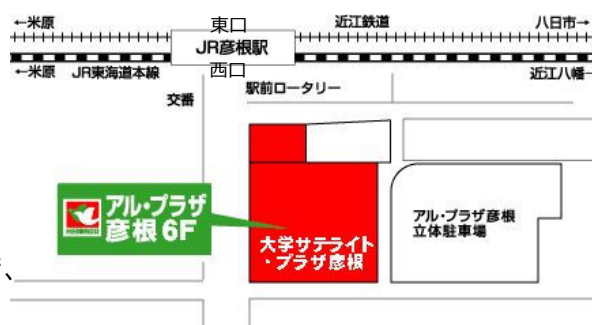 ←米原
東口
近江鉄道
八日市→
JR彦根駅
←米原
JR東海道本線
西口
近江八幡→
交番
駅前ロータリー
アル・プラザ
彦根 6F
HEIWADO
大学サテライト
・プラザ彦根
アル・プラザ彦根
立体駐車場
、